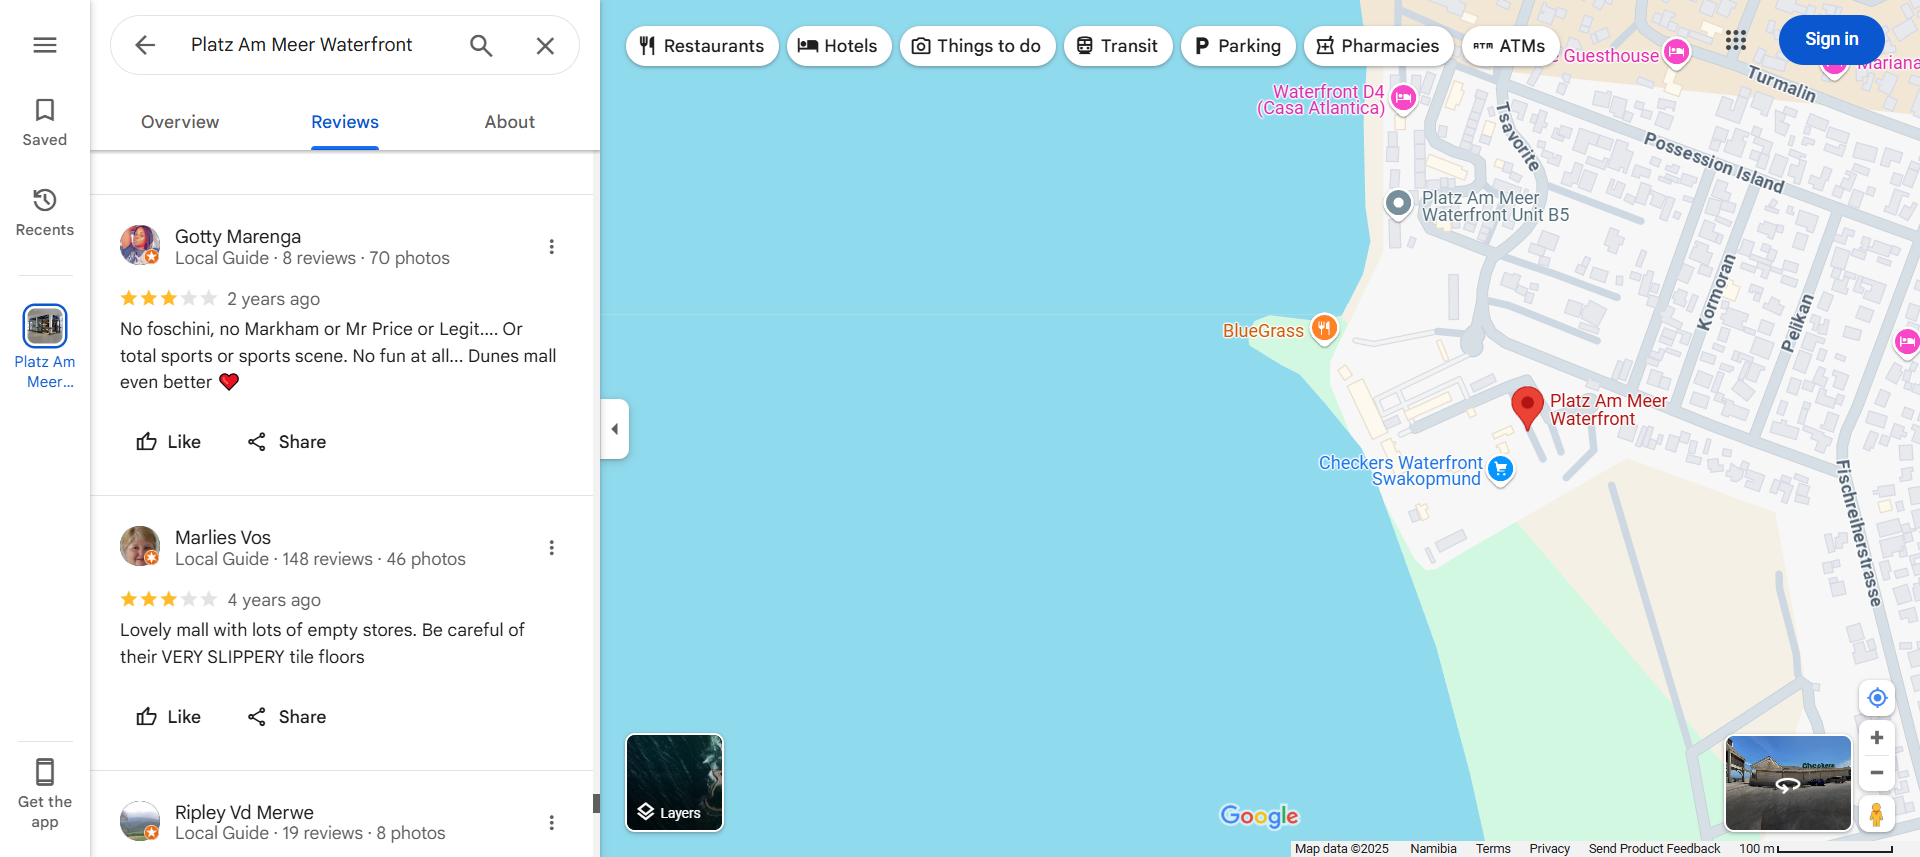 Platz Am Meer Waterfront
Saved
Recents
Platz Am
Meer...
Get the
app
Overview
Reviews
About
Gotty Marenga
Local Guide · 8 reviews · 70 photos
2 years ago
No foschini, no Markham or Mr Price or Legit.... Or
total sports or sports scene. No fun at all... Dunes mall
even better
Like
Share
Marlies Vos
Local Guide · 148 reviews · 46 photos
4 years ago
Lovely mall with lots of empty stores. Be careful of
their VERY SLIPPERY tile floors
Like
Share
Ripley Vd Merwe
Local Guide · 19 reviews · 8 photos
Restaurants
Hotels
Things to do
Transit
Parking
Pharmacies
ATM ATMs
Sign in
Guesthouse
Mariana
Turmalin
Waterfront D4
(Casa Atlantica)
Tsavorite
Possession Island
Platz Am Meer
Waterfront Unit B5
Kormoran
Pelikan
BlueGrass
Platz Am Meer
Waterfront
Checkers Waterfront
Swakopmund
Fischreiherstrasse
Layers
Google
Checkers
Map data ©2025
Namibia
Terms
Privacy
Send Product Feedback
100 m